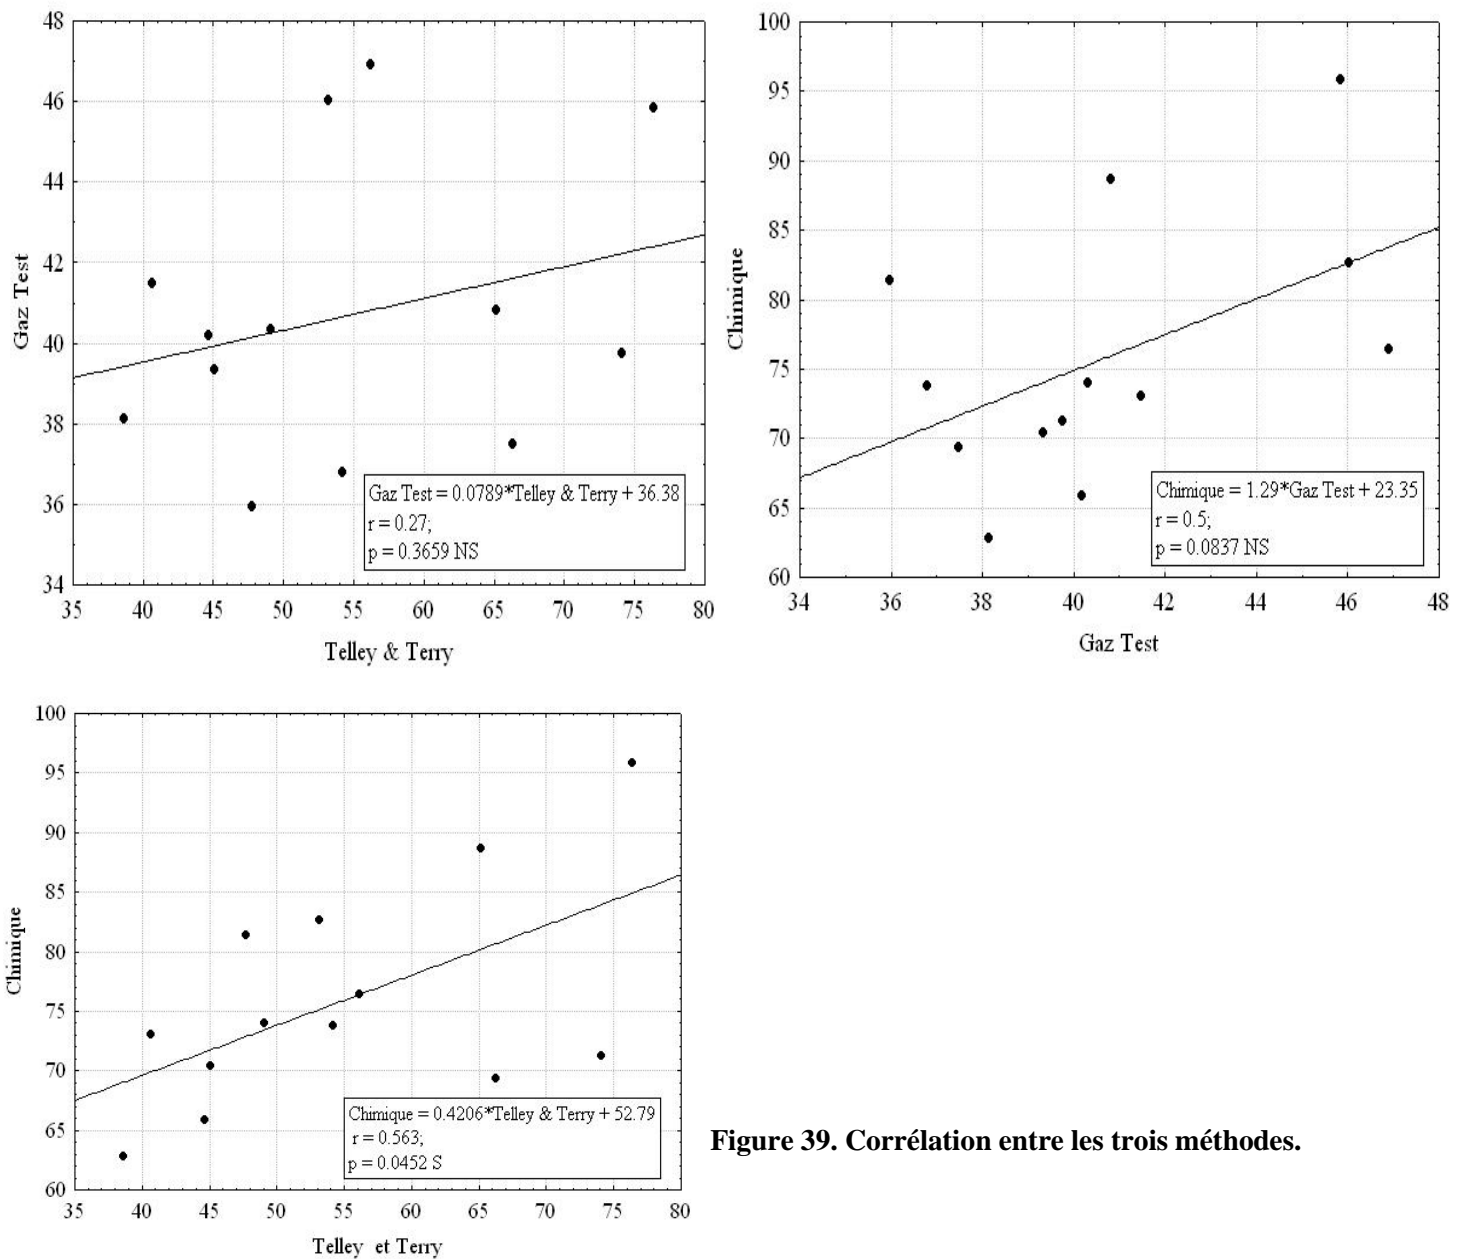 48
46
44
42
40
38
36
34
Gaz Test
Gaz Test = 0.0789*Telley & Terry + 36.38
r = 0.27;
p = 0.3659 NS
35 40 45 50 55 60 65 70 75 80
Telley & Terry
100
95
90
85
80
75
70
65
60
Chimique
Chimique = 1.29*Gaz Test + 23.35
r = 0.5;
p = 0.0837 NS
34 36 38 40 42 44 46 48
Gaz Test
100
95
90
85
80
75
70
65
60
Chimique
Chimique = 0.4206*Telley & Terry + 52.79
r = 0.563;
p = 0.0452 S
35 40 45 50 55 60 65 70 75 80
Telley et Terry
Figure 39. Corrélation entre les trois méthodes.